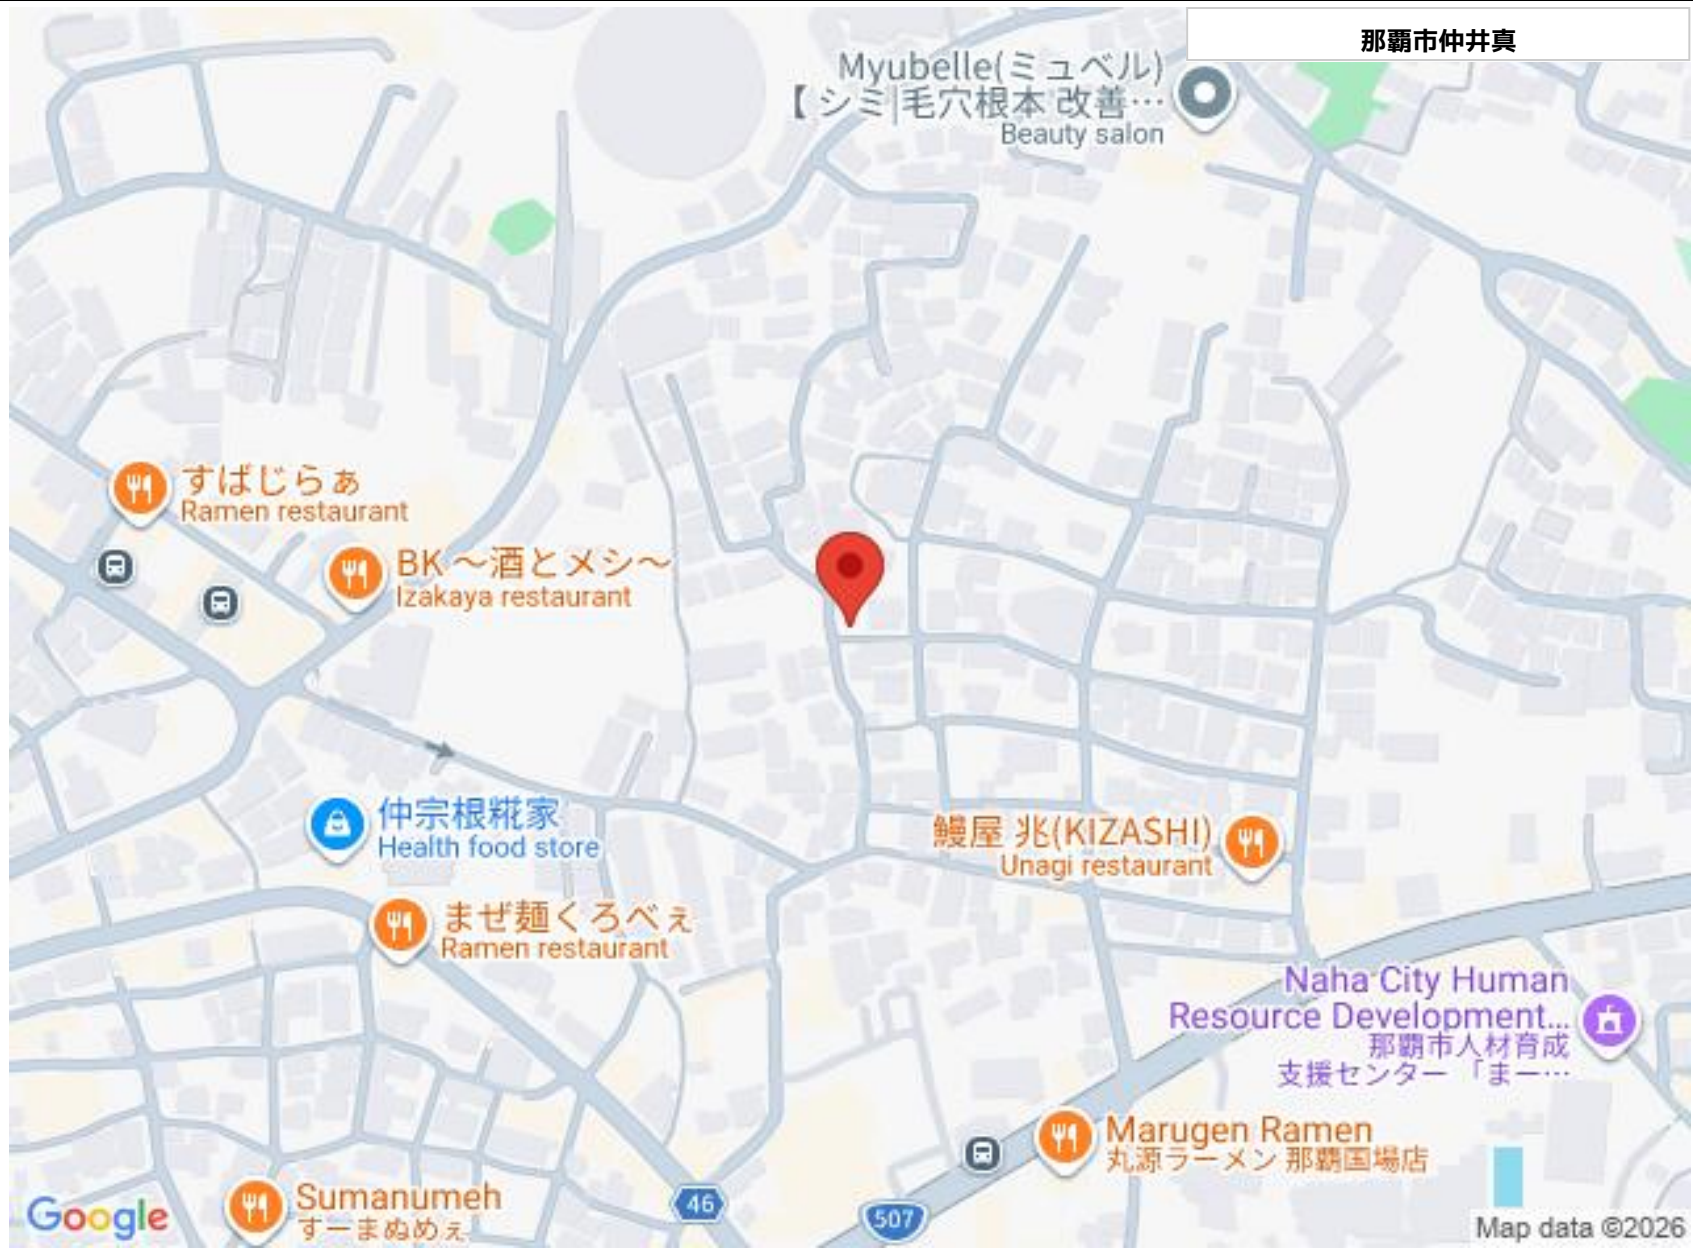 那覇市仲井真
Myubelle(ミュベル)
【 シミ|毛穴根本 改善…
Beauty salon
すばじらぁ
Ramen restaurant
BK ～酒とメシ～
Izakaya restaurant
仲宗根糀家
Health food store
鰻屋 兆(KIZASHI)
Unagi restaurant
まぜ麺くろべぇ
Ramen restaurant
Naha City Human
Resource Development...
那覇市人材育成
支援センター 「まー…
Marugen Ramen
丸源ラーメン 那覇国場店
Sumanumeh
すーまぬめぇ
46
507
Google
Map data ©2026